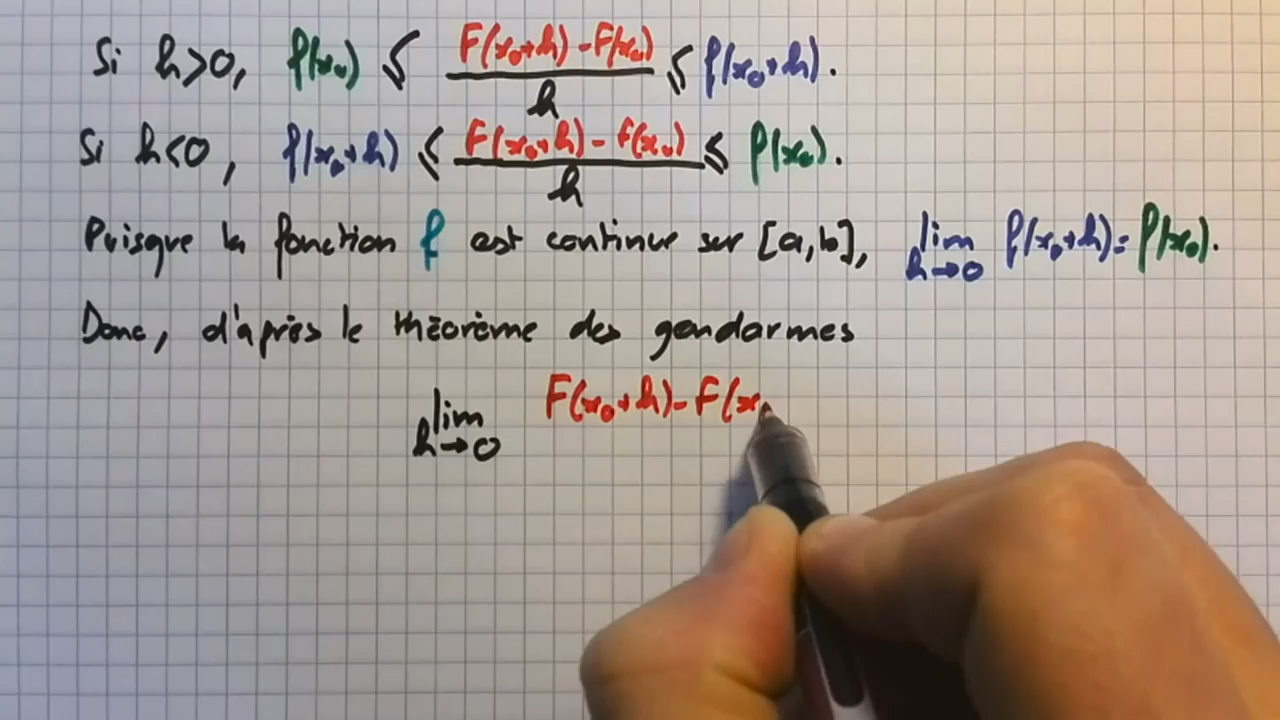 Si h>0, f(x₀) ≤ F(x₀+h) - F(x₀) / h ≤ f(x₀+h).
Si h<0, f(x₀+h) ≤ F(x₀+h) - F(x₀) / h ≤ f(x₀).
Puisque la fonction f est continue sur [a,b], lim h→0 f(x₀+h) = f(x₀).
Donc, d'après le théorème des gendarmes
lim h→0 F(x₀+h) - F(x